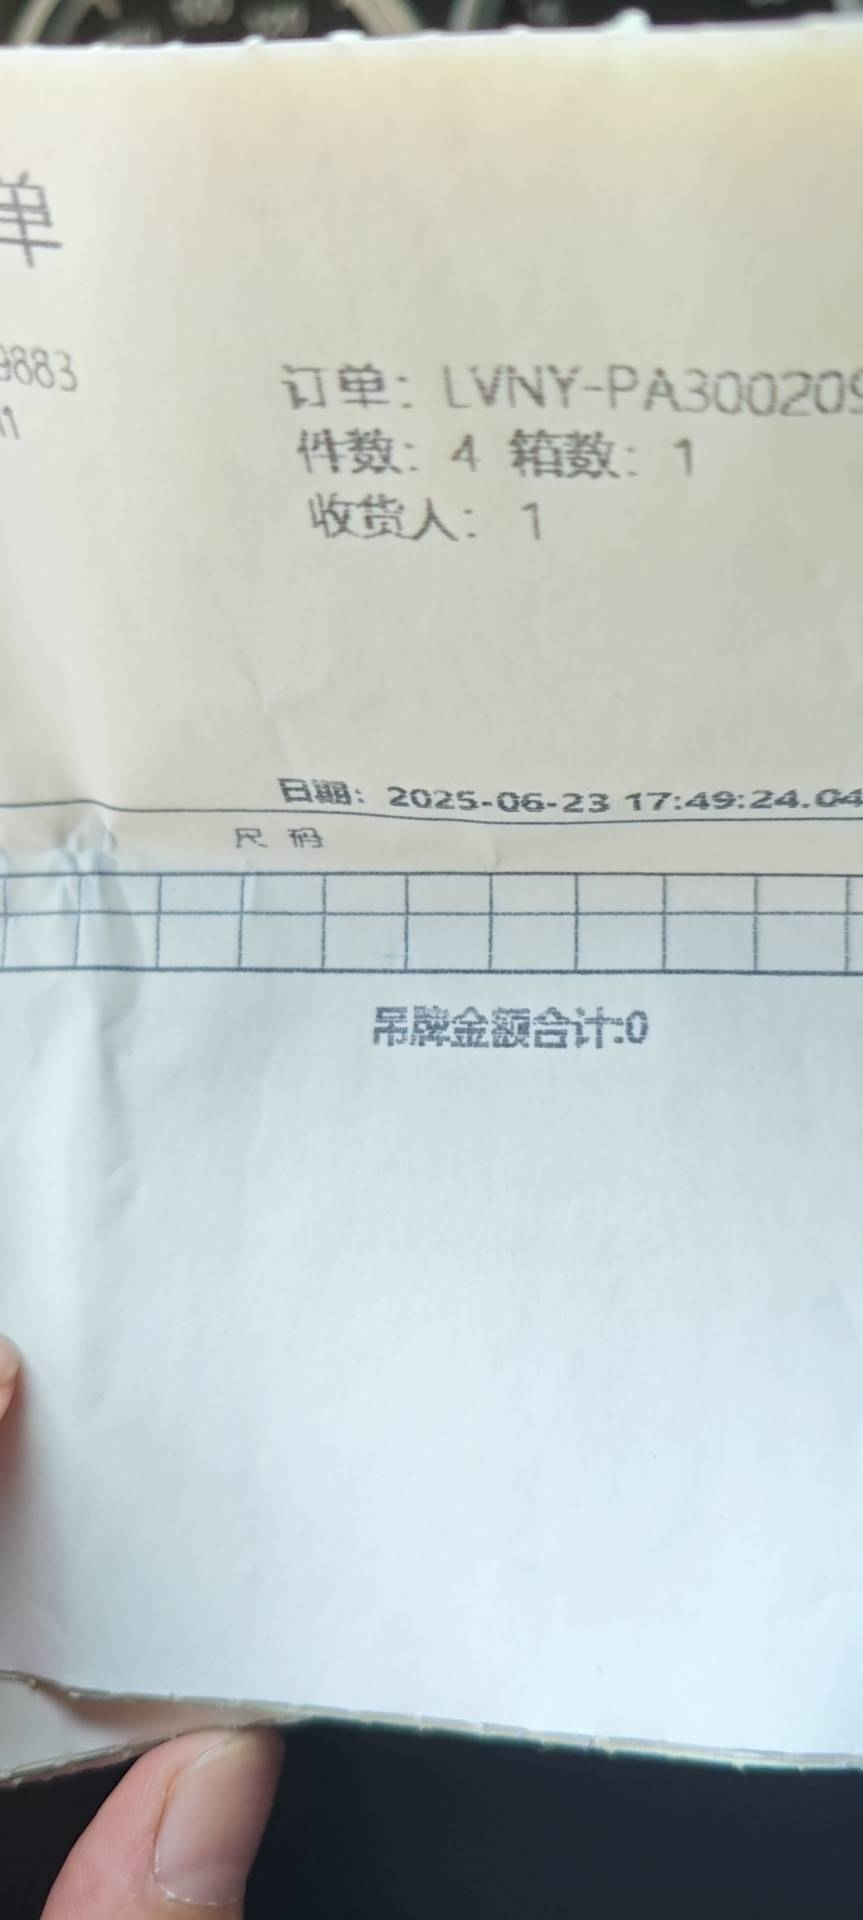 单
9883
订单：LVNY-PA300209
件数：4 箱数：1
收货人：1
日期：2025-06-23 17:49:24.04
尺 码
吊牌金额合计:0